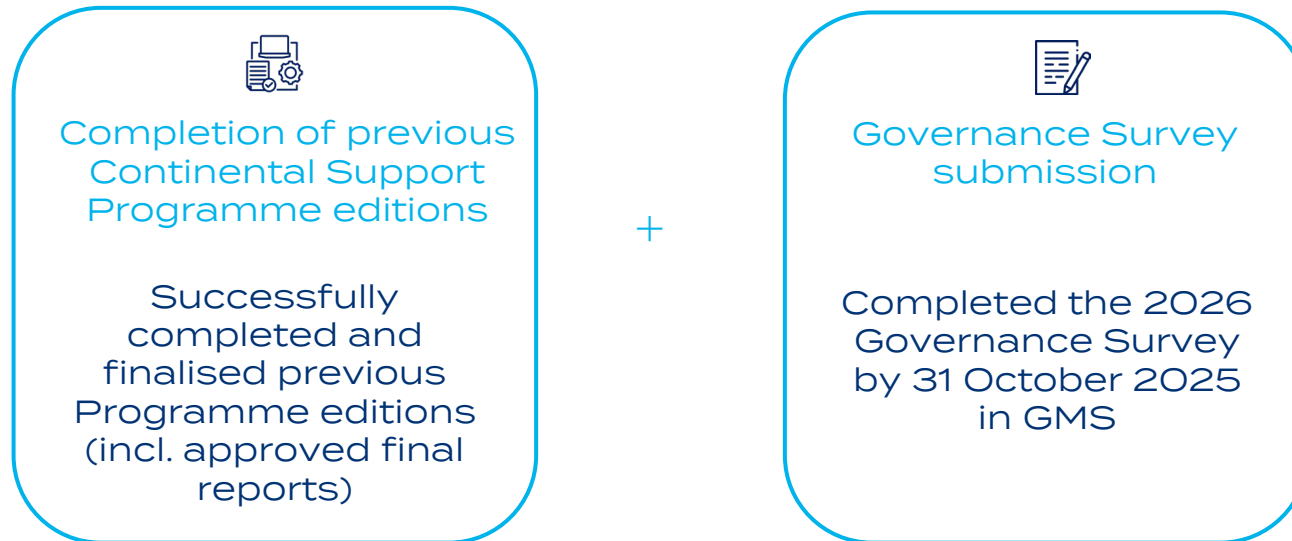 Completion of previous
Continental Support
Programme editions
Successfully
completed and
finalised previous
Programme editions
(incl. approved final
reports)
+
Governance Survey
submission
Completed the 2026
Governance Survey
by 31 October 2025
in GMS